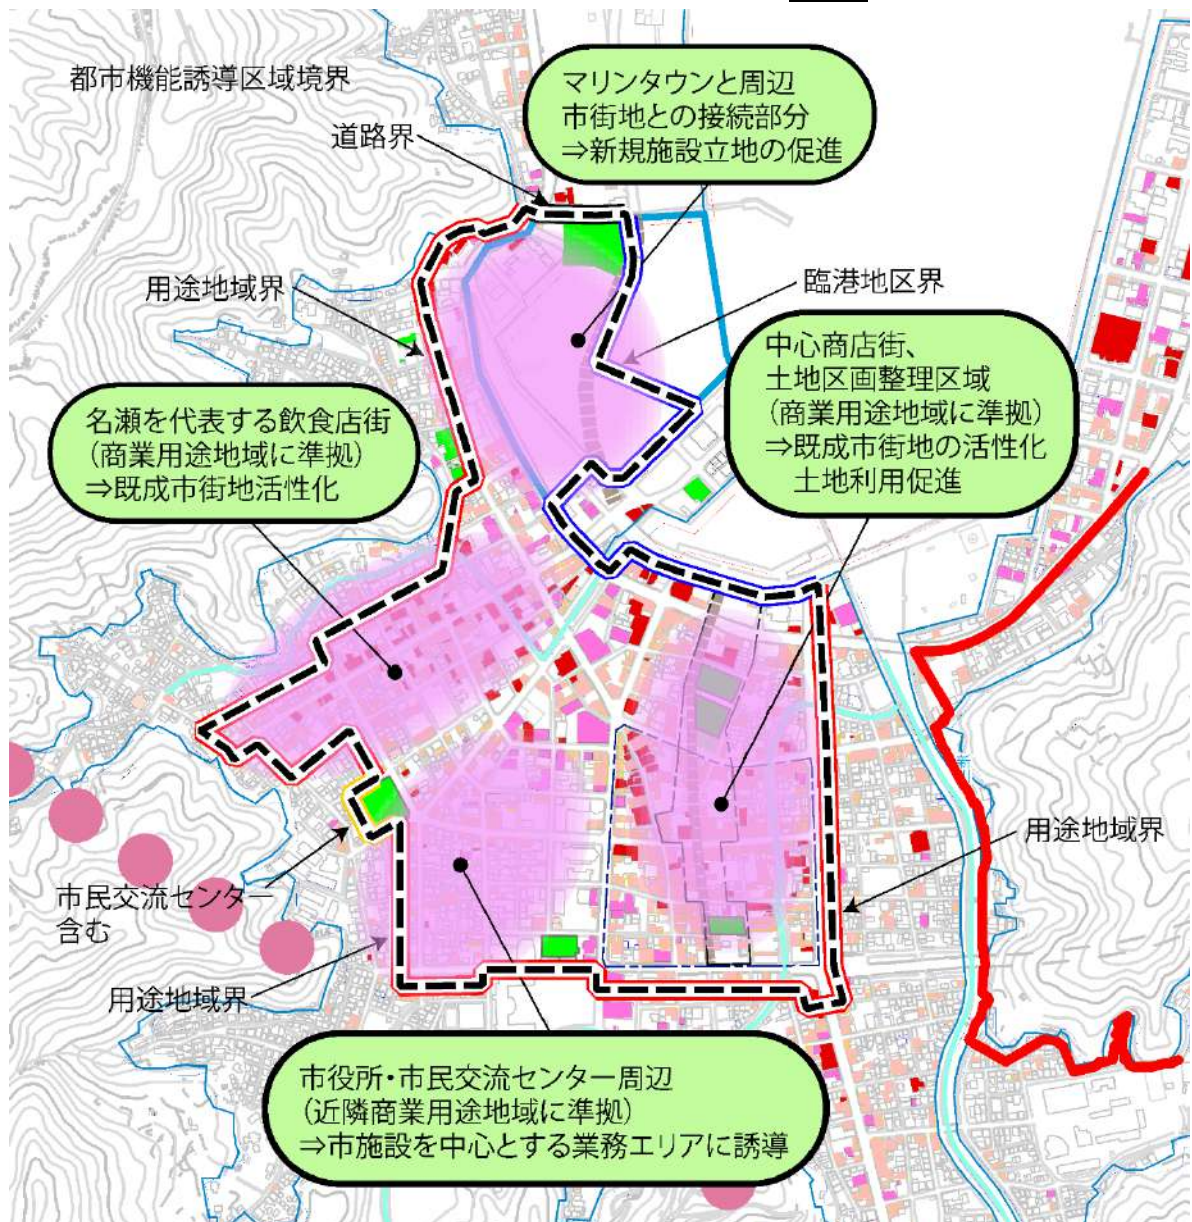 都市機能誘導区域境界
マリンタウンと周辺
市街地との接続部分
⇒新規施設立地の促進
道路界
用途地域界
臨港地区界
中心商店街、
土地区画整理区域
(商業用途地域に準拠)
⇒既成市街地の活性化
土地利用促進
名瀬を代表する飲食店街
(商業用途地域に準拠)
⇒既成市街地活性化
用途地域界
市民交流センター
含む
用途地域界
市役所・市民交流センター周辺
(近隣商業用途地域に準拠)
⇒市施設を中心とする業務エリアに誘導